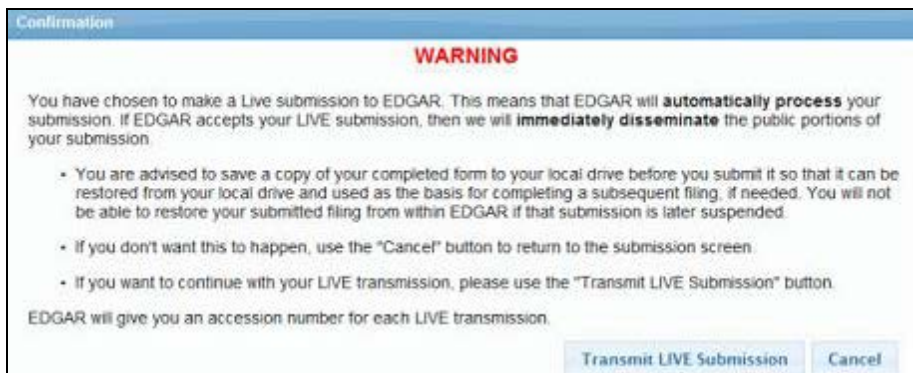 Confirmation
WARNING
You have chosen to make a Live submission to EDGAR. This means that EDGAR will automatically process your
submission. If EDGAR accepts your LIVE submission, then we will immediately disseminate the public portions of
your submission.
• You are advised to save a copy of your completed form to your local drive before you submit it so that it can be
restored from your local drive and used as the basis for completing a subsequent filing, if needed. You will not
be able to restore your submitted filing from within EDGAR if that submission is later suspended.
• If you don't want this to happen, use the "Cancel" button to return to the submission screen.
• If you want to continue with your LIVE transmission, please use the "Transmit LIVE Submission" button.
EDGAR will give you an accession number for each LIVE transmission.
Transmit LIVE Submission Cancel